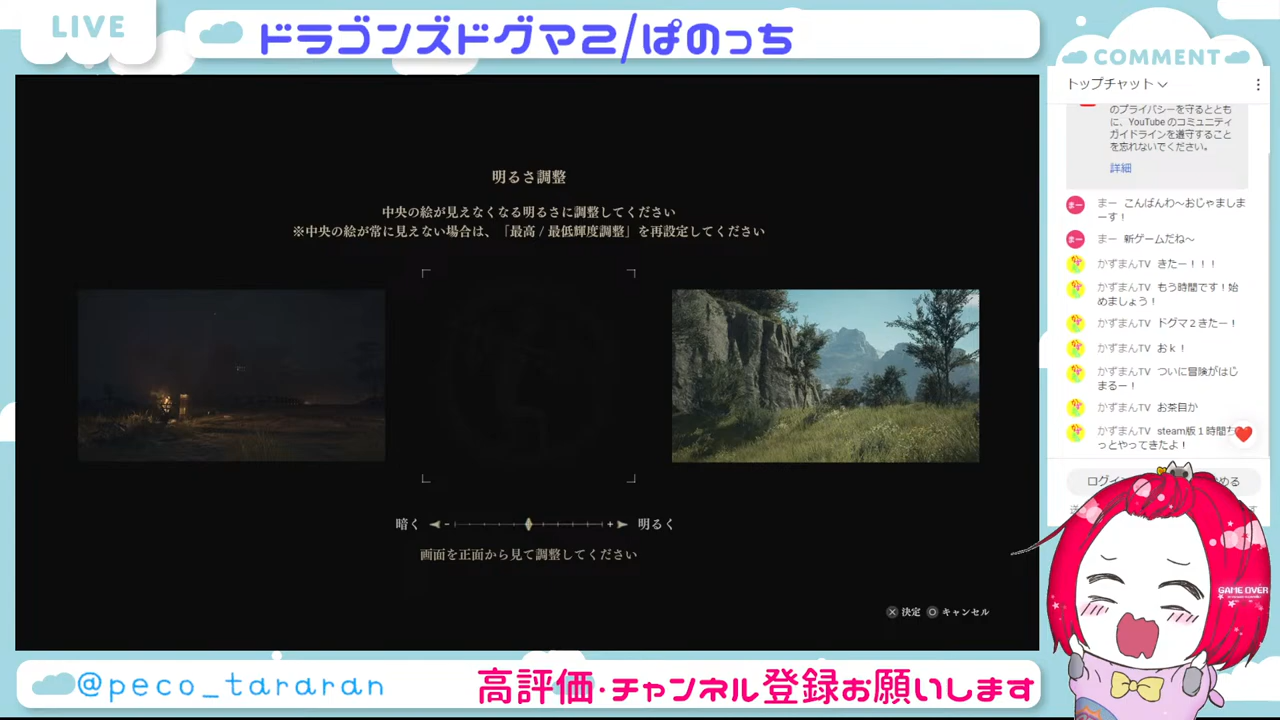 LIVE
ドラゴンズドグマ2/ぱのっち
COMMENT
トップチャット
のプライバシーを守るととも
に、YouTube のコミュニティ
ガイドラインを遵守すること
を忘れないでください。
詳細
まー こんばんわ～おじゃましま
ーす！
まー 新ゲームだね～
かずまんTV きたー！！！
かずまんTV もう時間です！始
めましょう！
かずまんTV ドグマ２きたー！
かずまんTV おｋ！
かずまんTV ついに冒険がはじ
まるー！
かずまんTV お茶目か
かずまんTV steam版１時間ち
っとやってきたよ！
ログイン
める
明るさ調整
中央の絵が見えなくなる明るさに調整してください
※中央の絵が常に見えない場合は、「最高 / 最低輝度調整」を再設定してください
暗く - + 明るく
画面を正面から見て調整してください
決定 キャンセル
GAME OVER
@peco_tararan
高評価・チャンネル登録お願いします